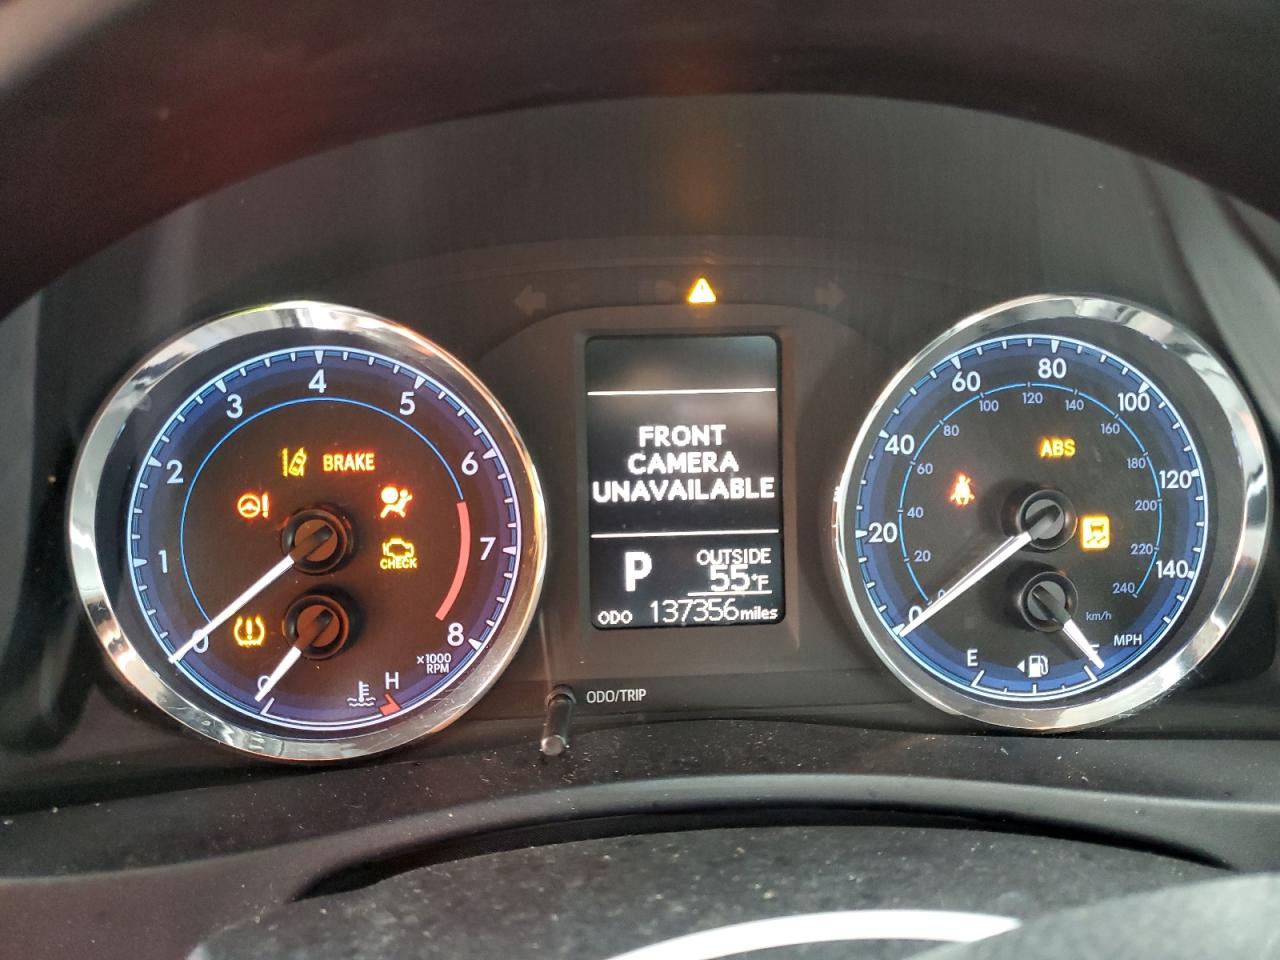 0
1
2
3
4
5
6
7
8
x1000
RPM
BRAKE
CHECK
H
FRONT
CAMERA
UNAVAILABLE
P
OUTSIDE
55°F
ODO 137356 miles
ODO/TRIP
0
20
40
60
80
100
120
140
20
40
60
80
100
120
140
160
180
200
220
240
km/h
MPH
ABS
E
F